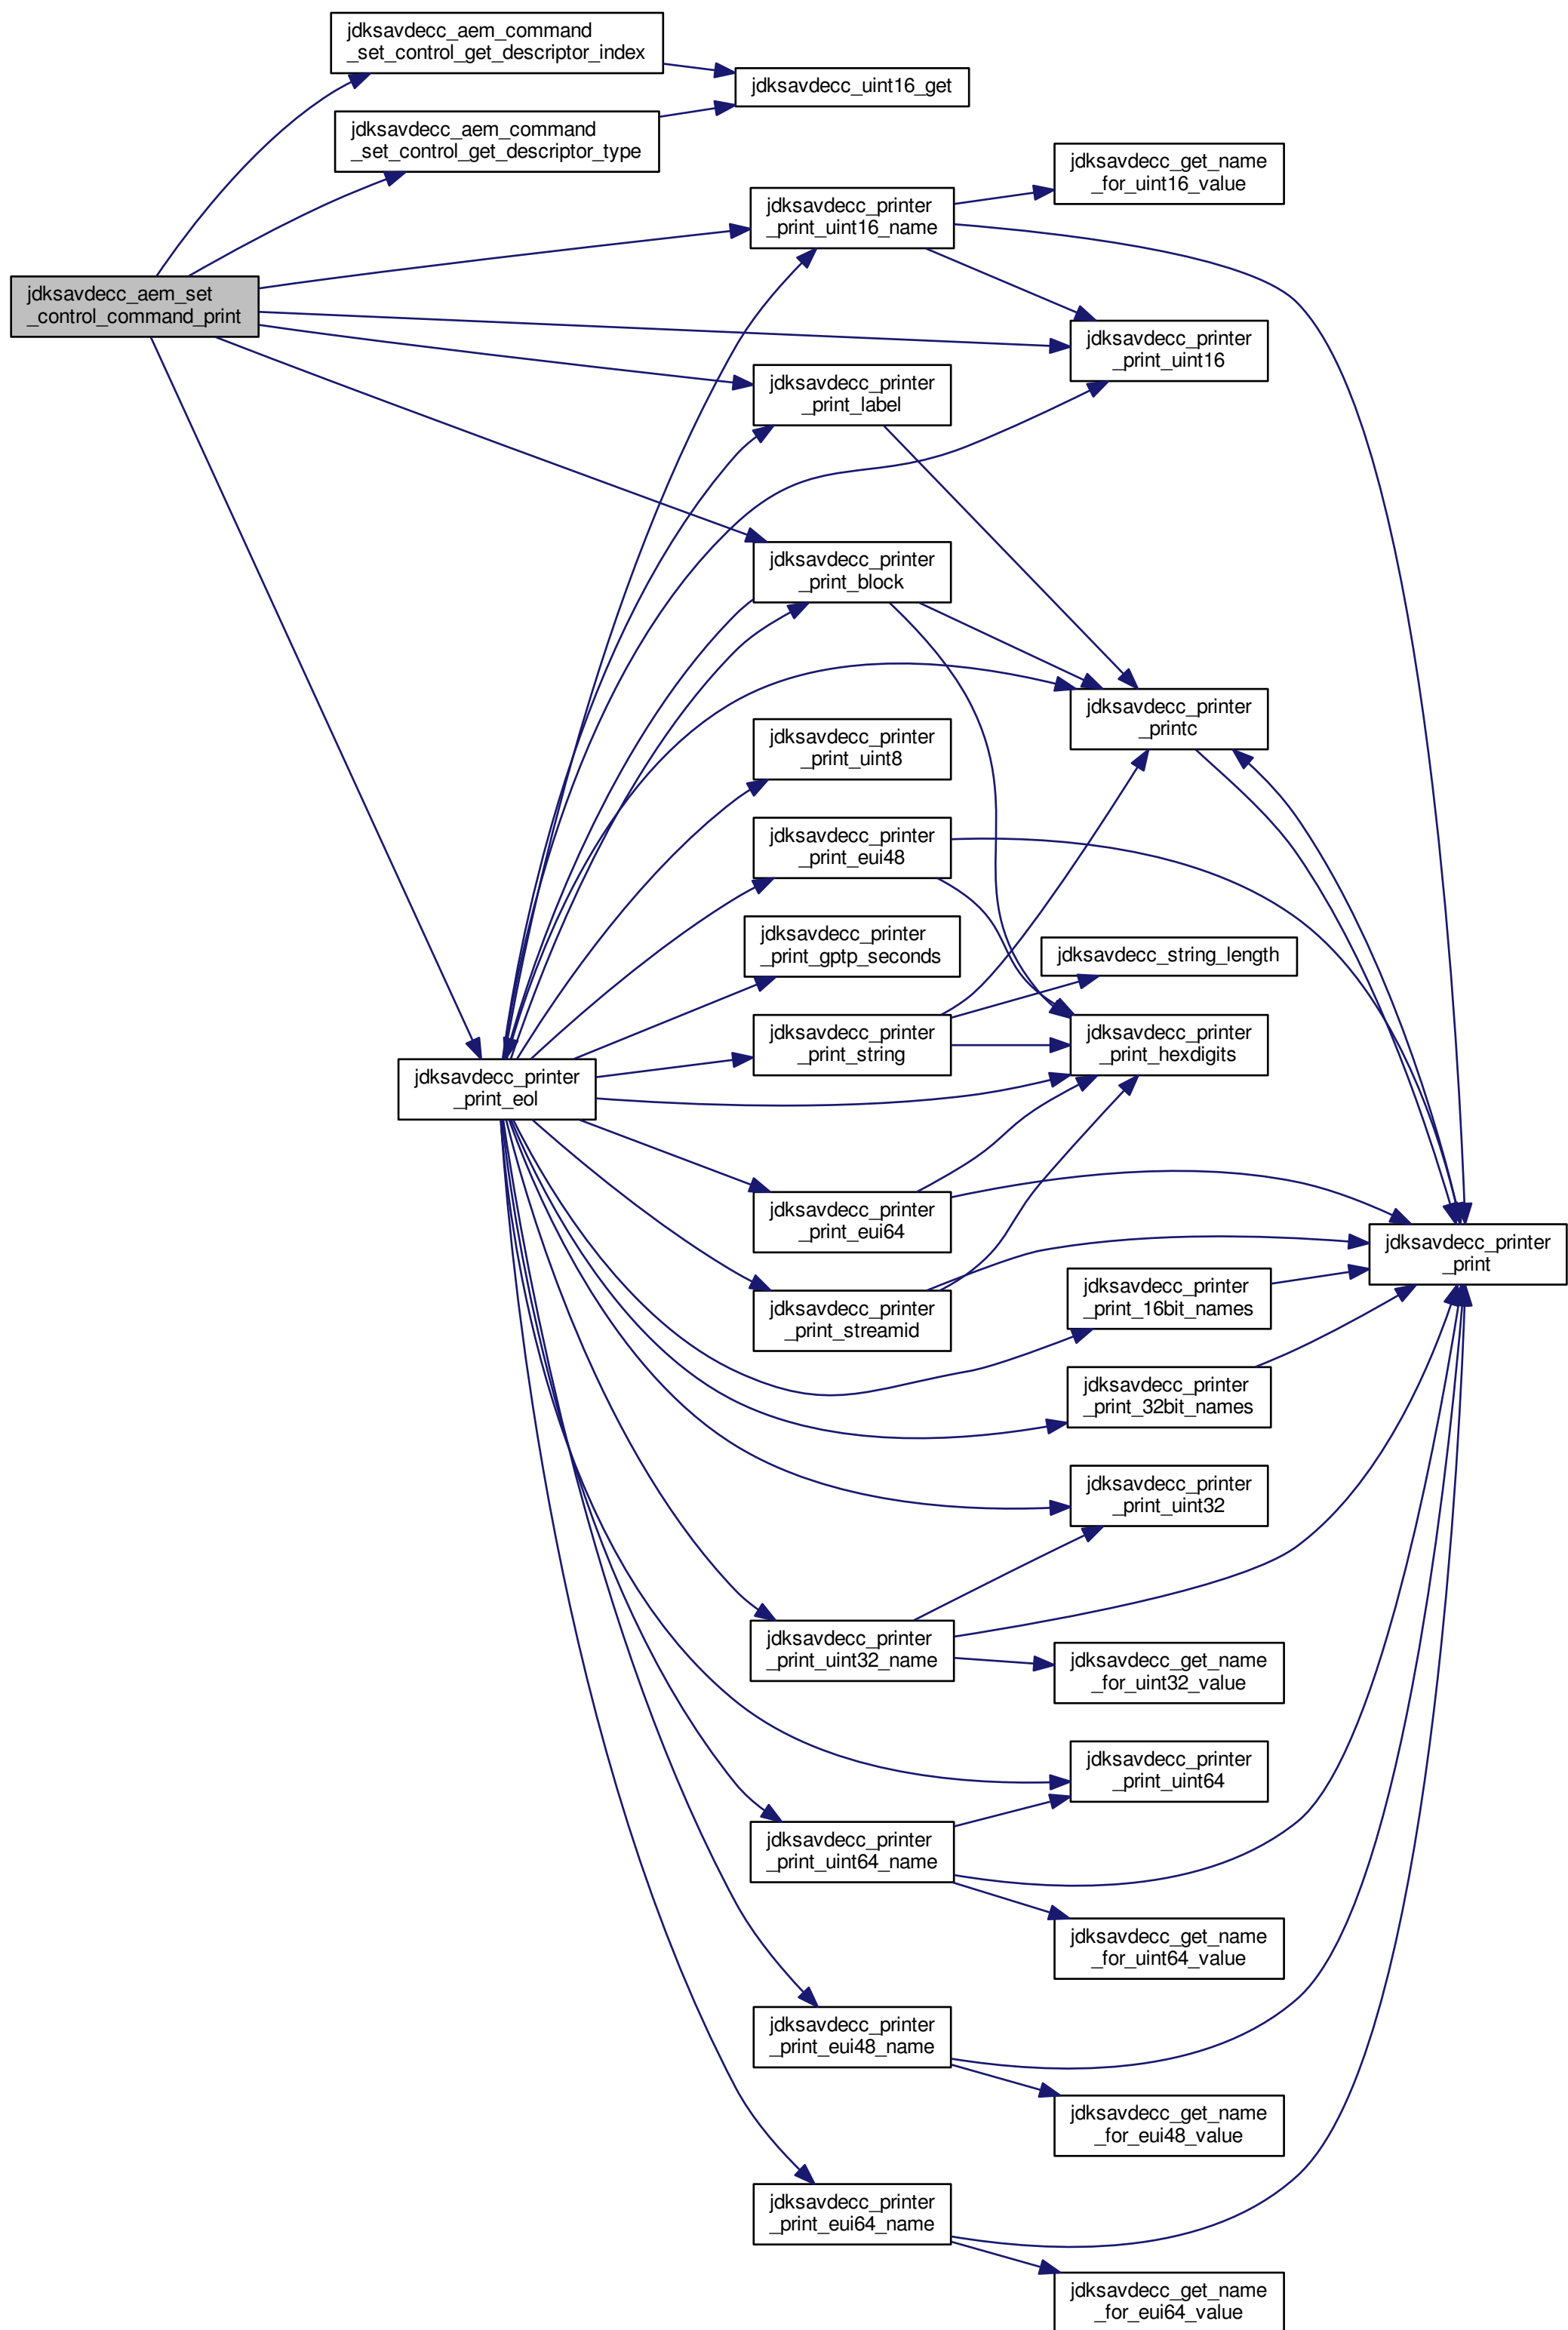 jdksavdecc_aem_command
_set_control_get_descriptor_index
jdksavdecc_uint16_get
jdksavdecc_aem_command
_set_control_get_descriptor_type
jdksavdecc_get_name
_for_uint16_value
jdksavdecc_printer
_print_uint16_name
jdksavdecc_aem_set
_control_command_print
jdksavdecc_printer
_print_uint16
jdksavdecc_printer
_print_label
jdksavdecc_printer
_print_block
jdksavdecc_printer
_printc
jdksavdecc_printer
_print_uint8
jdksavdecc_printer
_print_eui48
jdksavdecc_printer
_print_gptp_seconds
jdksavdecc_string_length
jdksavdecc_printer
_print_string
jdksavdecc_printer
_print_hexdigits
jdksavdecc_printer
_print_eol
jdksavdecc_printer
_print_eui64
jdksavdecc_printer
_print
jdksavdecc_printer
_print_16bit_names
jdksavdecc_printer
_print_streamid
jdksavdecc_printer
_print_32bit_names
jdksavdecc_printer
_print_uint32
jdksavdecc_printer
_print_uint32_name
jdksavdecc_get_name
_for_uint32_value
jdksavdecc_printer
_print_uint64
jdksavdecc_printer
_print_uint64_name
jdksavdecc_get_name
_for_uint64_value
jdksavdecc_printer
_print_eui48_name
jdksavdecc_get_name
_for_eui48_value
jdksavdecc_printer
_print_eui64_name
jdksavdecc_get_name
_for_eui64_value